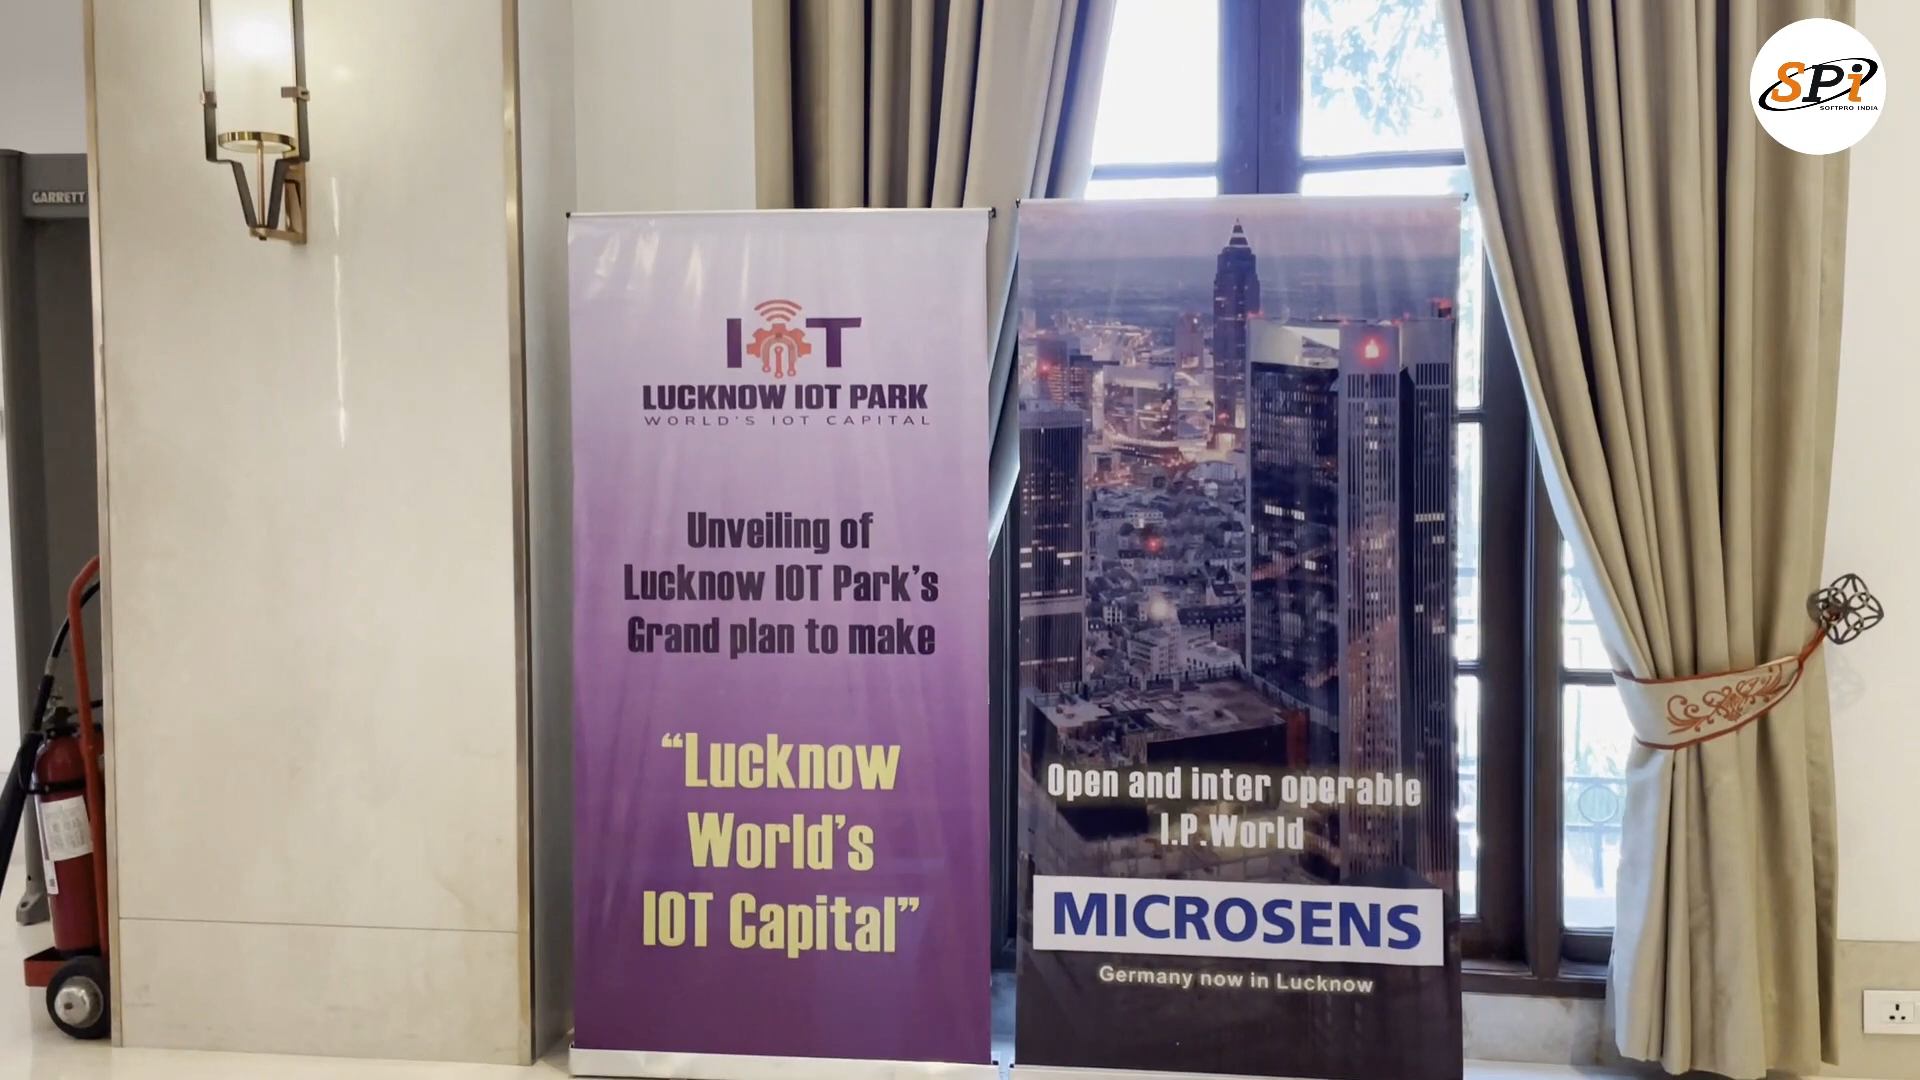 GARRETT
IOT
LUCKNOW IOT PARK
WORLD'S IOT CAPITAL
Unveiling of
Lucknow IOT Park's
Grand plan to make
“Lucknow
World's
IOT Capital”
Open and inter operable
I.P.World
MICROSENS
Germany now in Lucknow
SPi
SOFTPRO INDIA